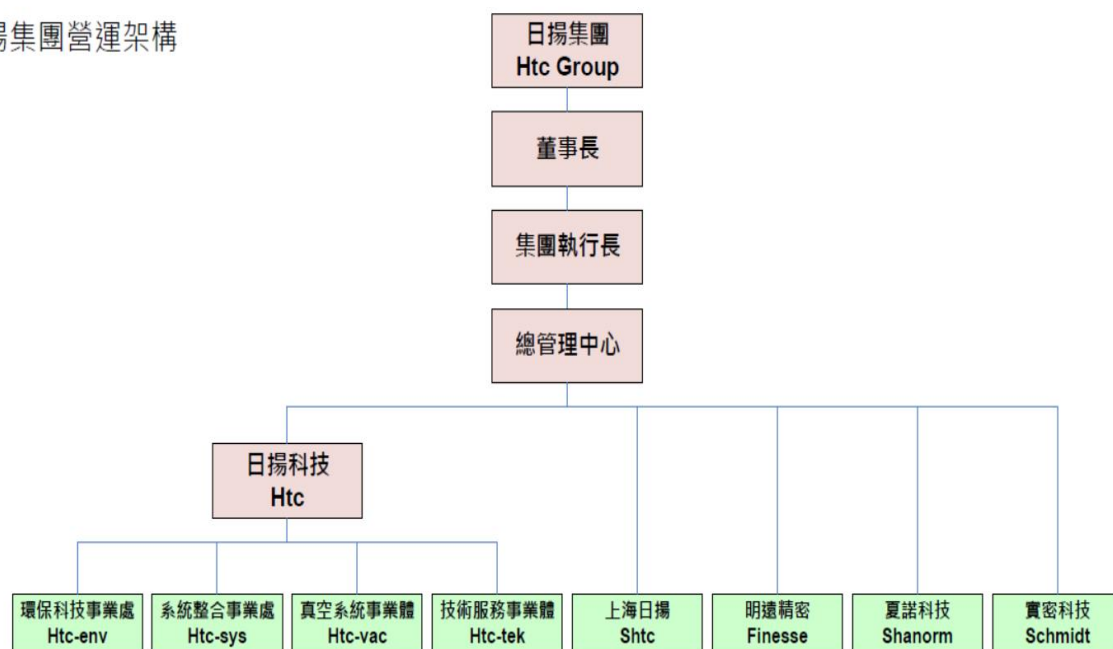 揚集團營運架構
日揚集團
Htc Group
董事長
集團執行長
總管理中心
日揚科技
Htc
環保科技事業處
Htc-env
系統整合事業處
Htc-sys
真空系統事業體
Htc-vac
技術服務事業體
Htc-tek
上海日揚
Shtc
明遠精密
Finesse
夏諾科技
Shanorm
實密科技
Schmidt